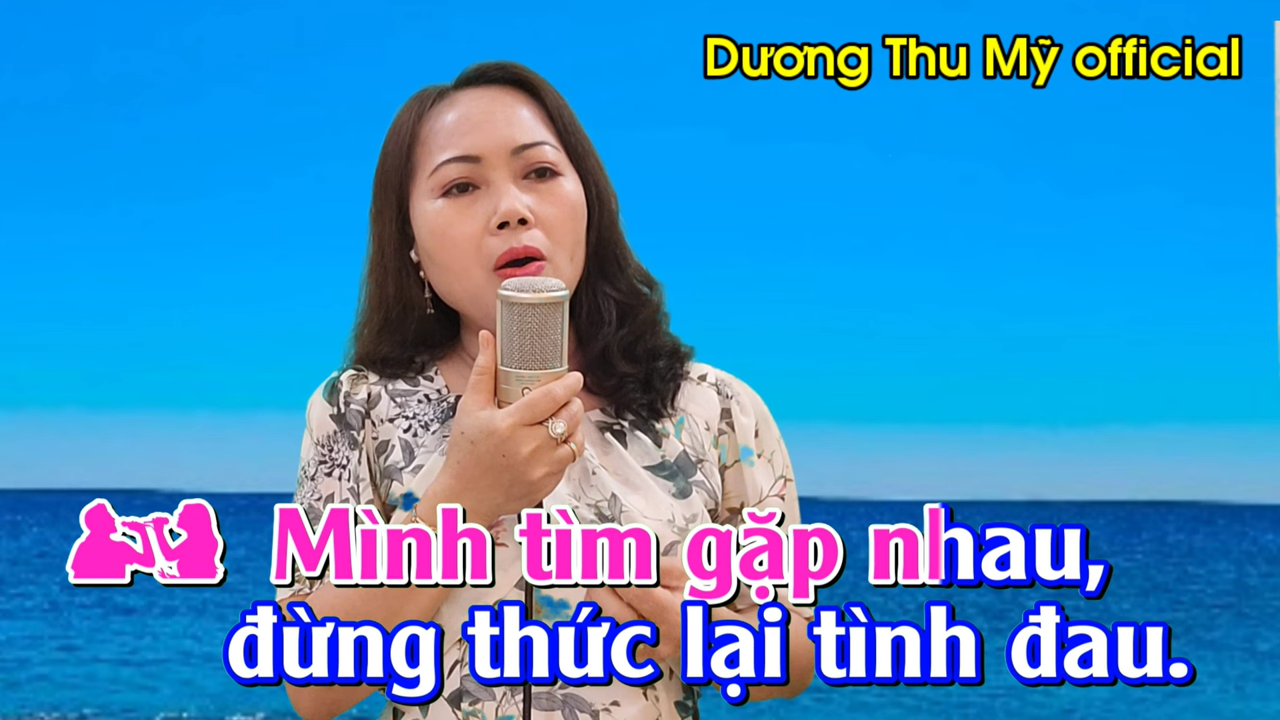 Dương Thu Mỹ official
Mình tìm gặp nhau,
đừng thức lại tình đau.